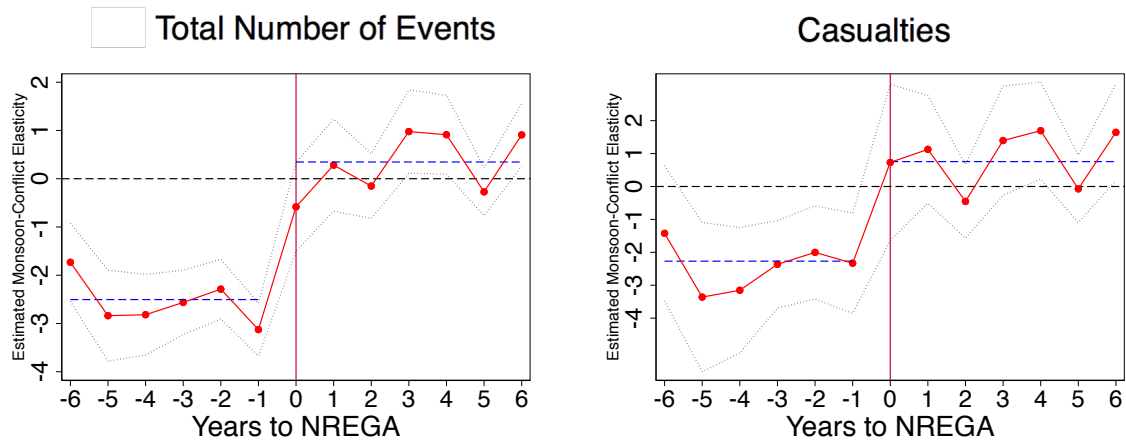 Total Number of Events
Estimated Monsoon-Conflict Elasticity
2
1
0
-1
-2
-3
-4
-6 -5 -4 -3 -2 -1 0 1 2 3 4 5 6
Years to NREGA
Casualties
Estimated Monsoon-Conflict Elasticity
2
1
0
-1
-2
-3
-4
-6 -5 -4 -3 -2 -1 0 1 2 3 4 5 6
Years to NREGA